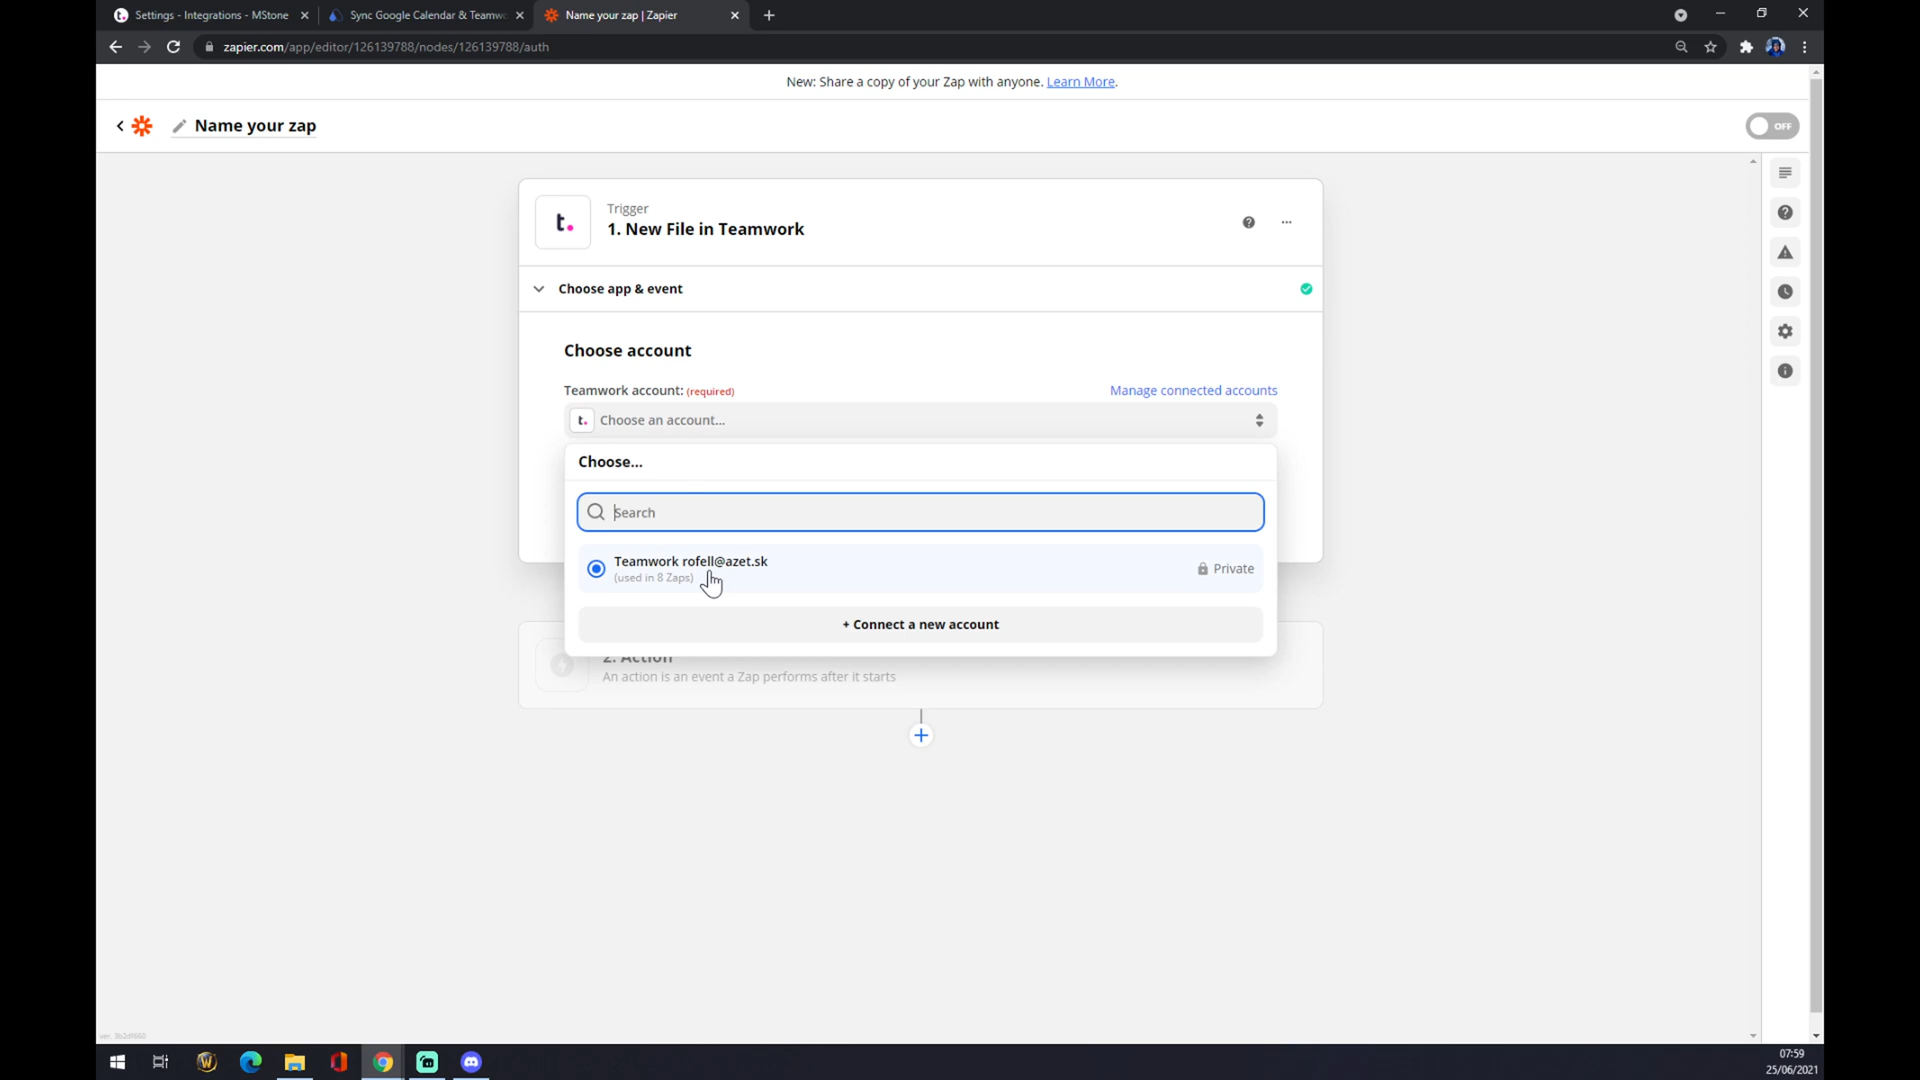 Settings - Integrations - MStone
Sync Google Calendar & Teamwo
Name your zap | Zapier
zapier.com/app/editor/126139788/nodes/126139788/auth
New: Share a copy of your Zap with anyone. Learn More.
Name your zap
OFF
t.
Trigger
1. New File in Teamwork
Choose app & event
Choose account
Teamwork account: (required)
Manage connected accounts
t. Choose an account...
Choose...
Search
Teamwork rofell@azet.sk
(used in 8 Zaps)
Private
+ Connect a new account
2. Action
An action is an event a Zap performs after it starts
07:59
25/06/2021